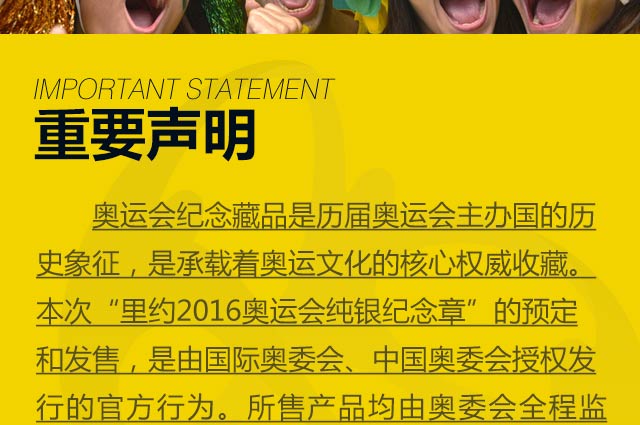 IMPORTANT STATEMENT
重要声明
奥运会纪念藏品是历届奥运会主办国的历
史象征，是承载着奥运文化的核心权威收藏。
本次“里约2016奥运会纯银纪念章”的预定
和发售，是由国际奥委会、中国奥委会授权发
行的官方行为。所售产品均由奥委会全程监